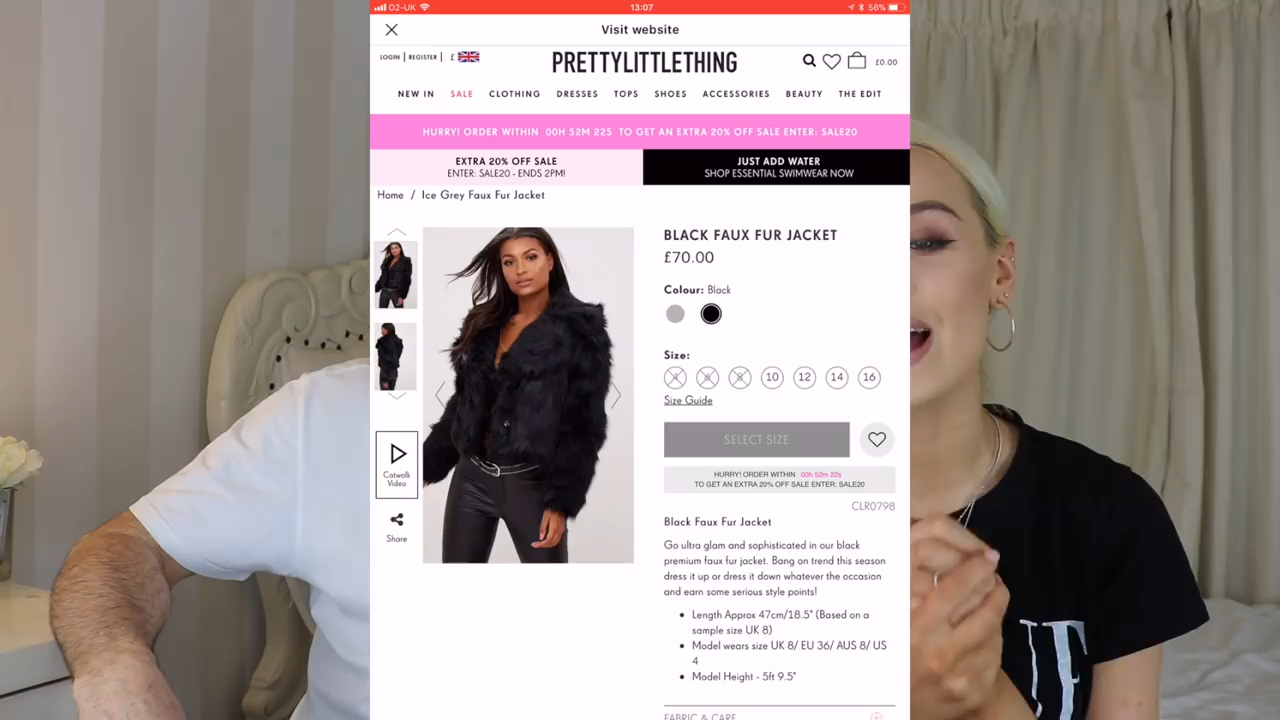 O2-UK
13:07
56%
Visit website
LOGIN | REGISTER | £
PRETTYLITTLETHING
£0.00
NEW IN SALE CLOTHING DRESSES TOPS SHOES ACCESSORIES BEAUTY THE EDIT
HURRY! ORDER WITHIN 00H 52M 22S TO GET AN EXTRA 20% OFF SALE ENTER: SALE20
EXTRA 20% OFF SALE
ENTER: SALE20 - ENDS 2PM!
JUST ADD WATER
SHOP ESSENTIAL SWIMWEAR NOW
Home / Ice Grey Faux Fur Jacket
BLACK FAUX FUR JACKET
£70.00
Colour: Black
Size:
10 12 14 16
Size Guide
SELECT SIZE
HURRY! ORDER WITHIN 00h 52m 22s
TO GET AN EXTRA 20% OFF SALE ENTER: SALE20
CLR0798
Catwalk
Video
Share
Black Faux Fur Jacket
Go ultra glam and sophisticated in our black
premium faux fur jacket. Bang on trend this season
dress it up or dress it down whatever the occasion
and earn some serious style points!
Length Approx 47cm/18.5" (Based on a
sample size UK 8)
Model wears size UK 8/ EU 36/ AUS 8/ US
4
Model Height - 5ft 9.5"
FABRIC & CARE